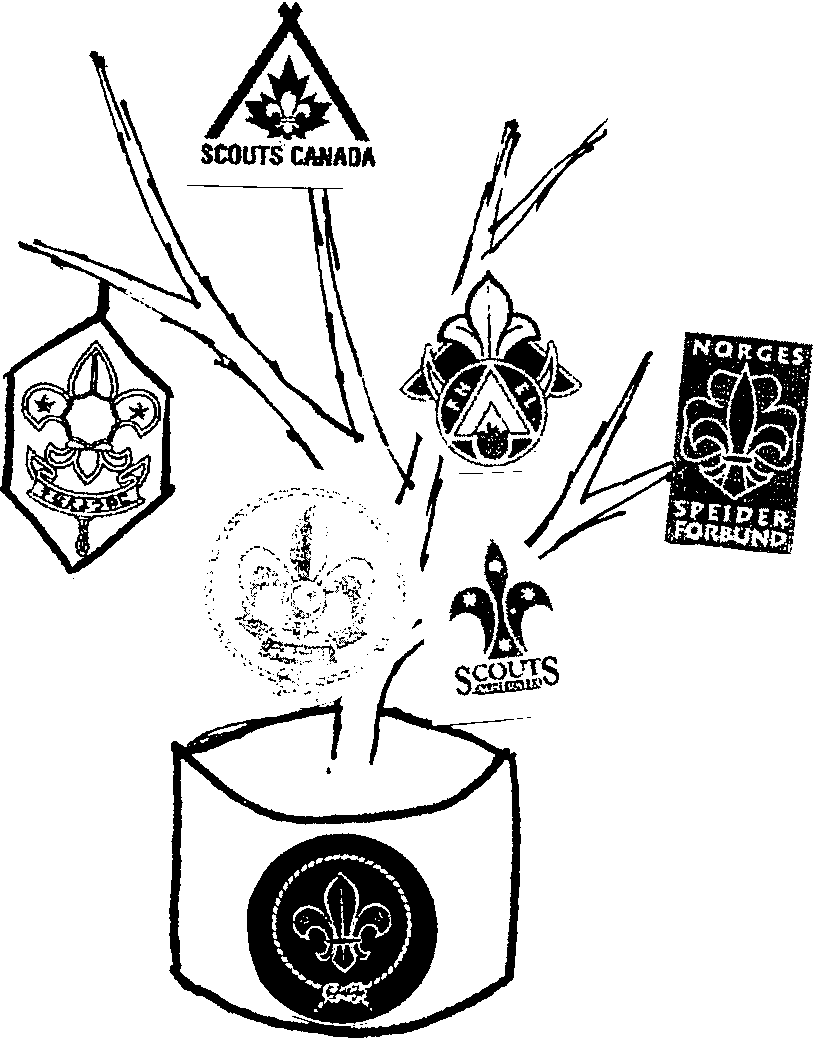 SCOUTS CANADA
NORGES
SPEIDER
FORBUND
SCOUTS